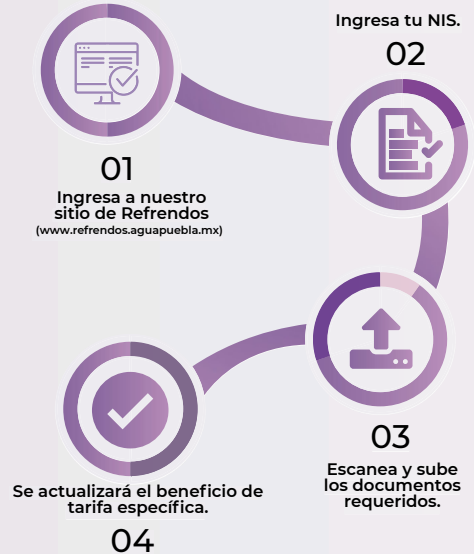 01
Ingresa a nuestro
sitio de Refrendos
(www.refrendos.aguapuebla.mx)
Ingresa tu NIS.
02
03
Escanea y sube
los documentos
requeridos.
Se actualizará el beneficio de
tarifa específica.
04